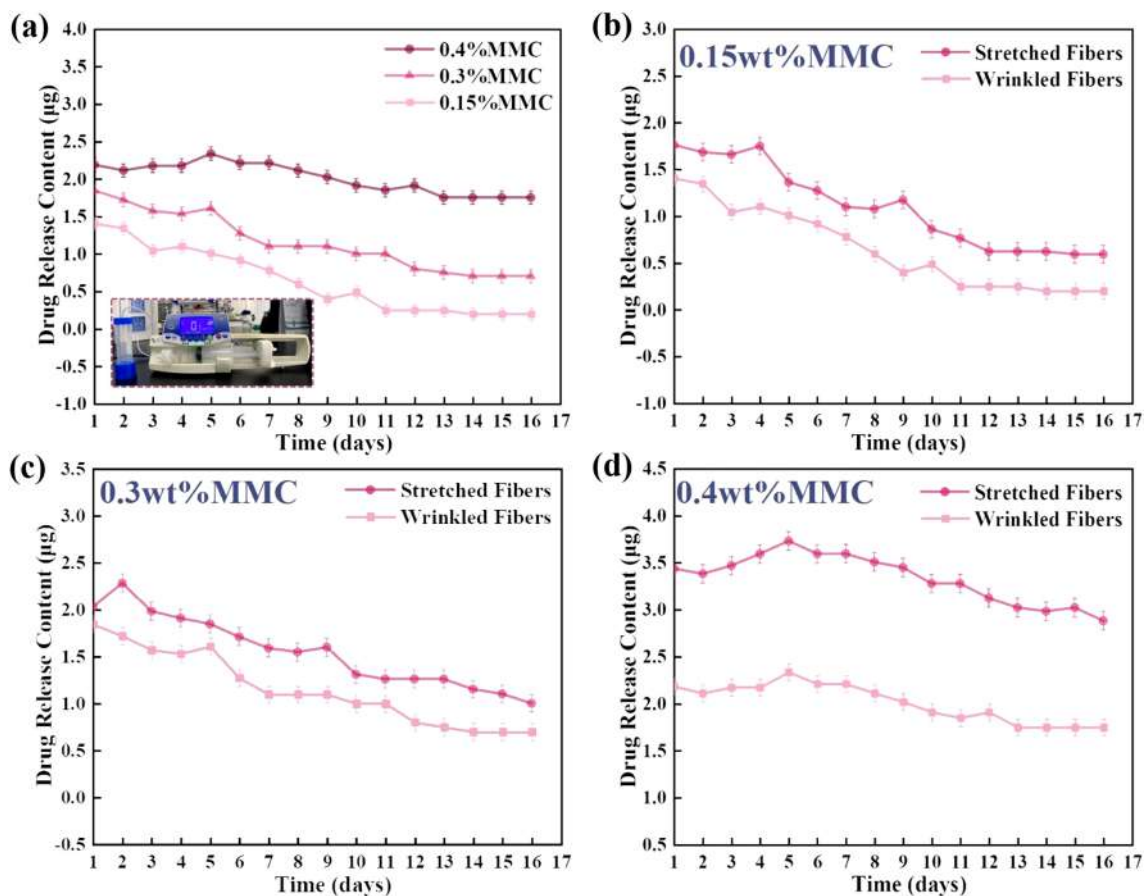 (a)
0.4%MMC
0.3%MMC
0.15%MMC
Drug Release Content (μg)
4.0
3.5
3.0
2.5
2.0
1.5
1.0
0.5
0.0
-0.5
-1.0
1 2 3 4 5 6 7 8 9 10 11 12 13 14 15 16 17
Time (days)
(b)
0.15wt%MMC
Stretched Fibers
Wrinkled Fibers
Drug Release Content (μg)
3.0
2.5
2.0
1.5
1.0
0.5
0.0
-0.5
-1.0
1 2 3 4 5 6 7 8 9 10 11 12 13 14 15 16 17
Time (days)
(c)
0.3wt%MMC
Stretched Fibers
Wrinkled Fibers
Drug Release Content (μg)
3.5
3.0
2.5
2.0
1.5
1.0
0.5
0.0
-0.5
1 2 3 4 5 6 7 8 9 10 11 12 13 14 15 16 17
Time (days)
(d)
0.4wt%MMC
Stretched Fibers
Wrinkled Fibers
Drug Release Content (μg)
4.5
4.0
3.5
3.0
2.5
2.0
1.5
1.0
0.5
1 2 3 4 5 6 7 8 9 10 11 12 13 14 15 16 17
Time (days)